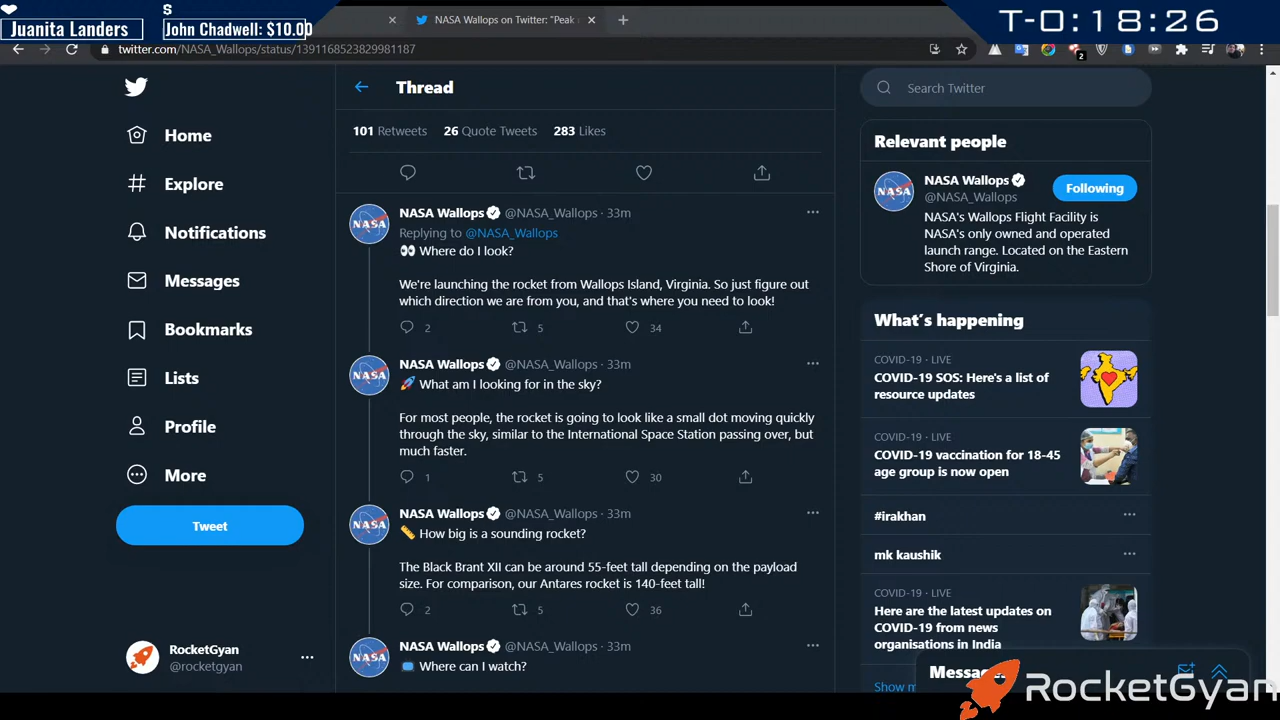 Juanita Landers
$
John Chadwell: $10.00
NASA Wallops on Twitter: "Peak
T-0:18:26
twitter.com/NASA_Wallops/status/1391168523829981187
2
Home
Explore
Notifications
Messages
Bookmarks
Lists
Profile
More
Tweet
RocketGyan
@rocketgyan
Thread
101 Retweets 26 Quote Tweets 283 Likes
NASA Wallops @NASA_Wallops · 33m
Replying to @NASA_Wallops
👀 Where do I look?
We're launching the rocket from Wallops Island, Virginia. So just figure out
which direction we are from you, and that's where you need to look!
2 5 34
NASA Wallops @NASA_Wallops · 33m
🚀 What am I looking for in the sky?
For most people, the rocket is going to look like a small dot moving quickly
through the sky, similar to the International Space Station passing over, but
much faster.
1 5 30
NASA Wallops @NASA_Wallops · 33m
📏 How big is a sounding rocket?
The Black Brant XII can be around 55-feet tall depending on the payload
size. For comparison, our Antares rocket is 140-feet tall!
2 5 36
NASA Wallops @NASA_Wallops · 33m
Where can I watch?
Search Twitter
Relevant people
NASA Wallops
@NASA_Wallops
Following
NASA's Wallops Flight Facility is
NASA's only owned and operated
launch range. Located on the Eastern
Shore of Virginia.
What's happening
COVID-19 · LIVE
COVID-19 SOS: Here's a list of
resource updates
COVID-19 · LIVE
COVID-19 vaccination for 18-45
age group is now open
#irakhan
mk kaushik
COVID-19 · LIVE
Here are the latest updates on
COVID-19 from news
organisations in India
Show m
Messages
RocketGyan